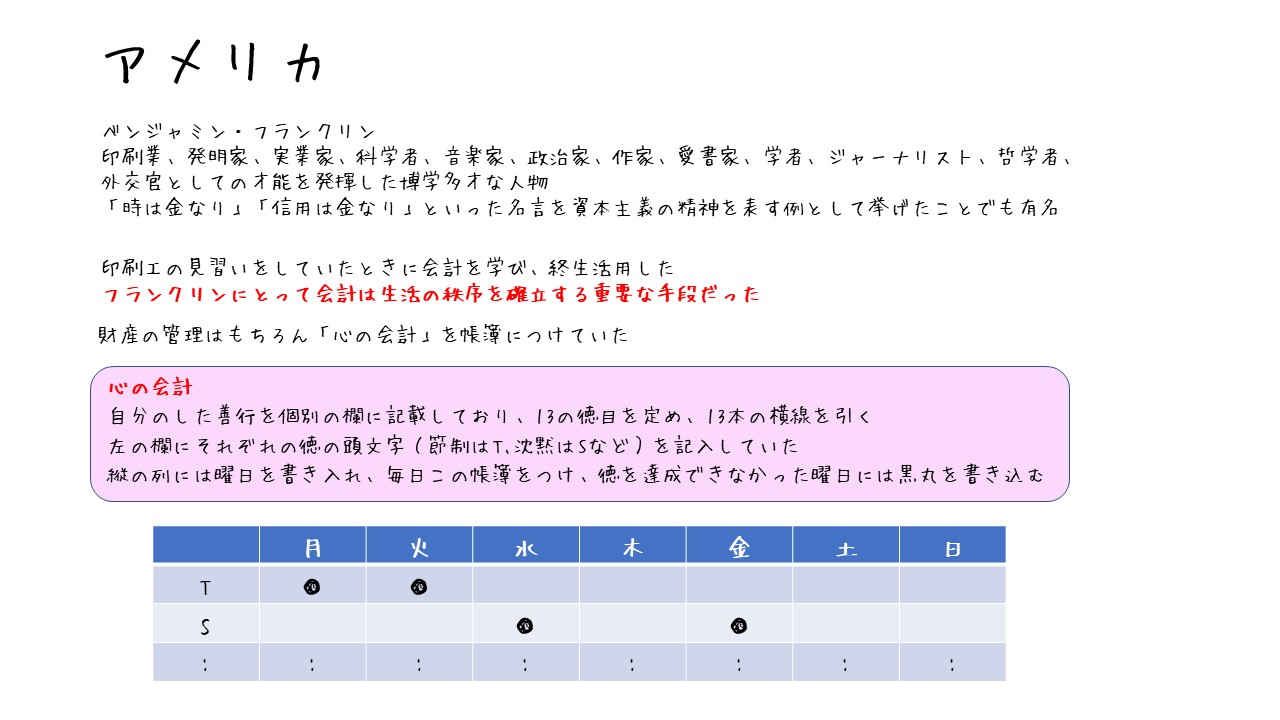 アメリカ
ベンジャミン・フランクリン
印刷業、発明家、実業家、科学者、音楽家、政治家、作家、愛書家、学者、ジャーナリスト、哲学者、
外交官としての才能を発揮した博学多才な人物
「時は金なり」「信用は金なり」といった名言を資本主義の精神を表す例として挙げたことでも有名
印刷工の見習いをしていたときに会計を学び、終生活用した
フランクリンにとって会計は生活の秩序を確立する重要な手段だった
財産の管理はもちろん「心の会計」を帳簿につけていた
心の会計
自分のした善行を個別の欄に記載しており、13の徳目を定め、13本の横線を引く
左の欄にそれぞれの徳の頭文字(節制はT、沈黙はSなど)を記入していた
縦の列には曜日を書き入れ、毎日この帳簿をつけ、徳を達成できなかった曜日には黒丸を書き込む
月 火 水 木 金 土 日
T ● ●
S ● ●
: : : : : : : :